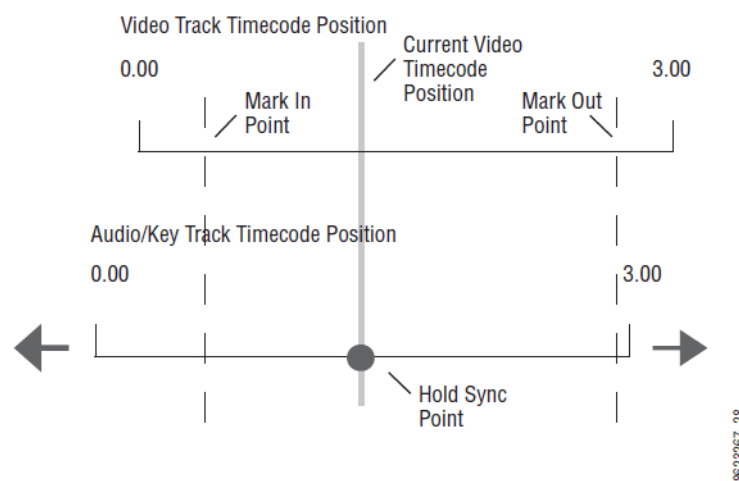 Video Track Timecode Position
0.00
Current Video
Timecode
Position
3.00
Mark In
Point
Mark Out
Point
Audio/Key Track Timecode Position
0.00
3.00
Hold Sync
Point